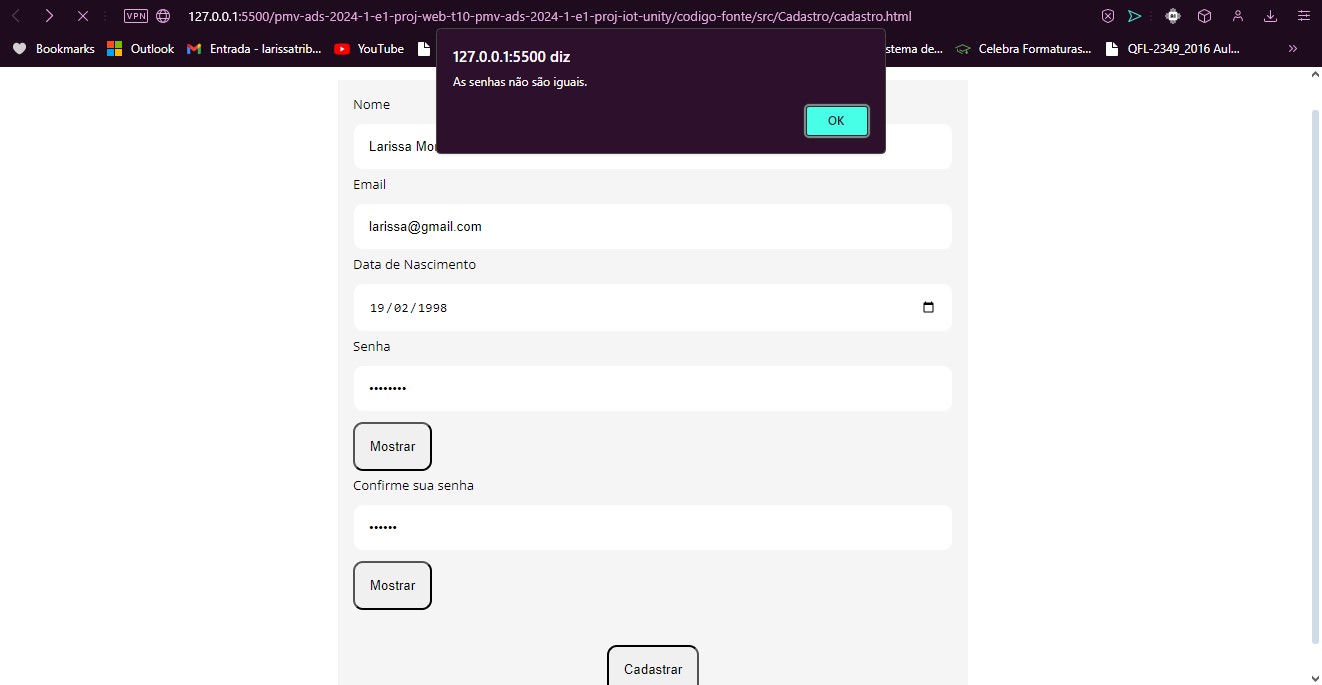 VPN 127.0.0.1:5500/pmv-ads-2024-1-e1-proj-web-t10-pmv-ads-2024-1-e1-proj-iot-unity/codigo-fonte/src/Cadastro/cadastro.html
Bookmarks Outlook Entrada - larissatrib... YouTube stema de... Celebra Formaturas... QFL-2349_2016 Aul... »
127.0.0.1:5500 diz
As senhas não são iguais.
OK
Nome
Larissa Mor
Email
larissa@gmail.com
Data de Nascimento
19/02/1998
Senha
••••••••
Mostrar
Confirme sua senha
••••••
Mostrar
Cadastrar